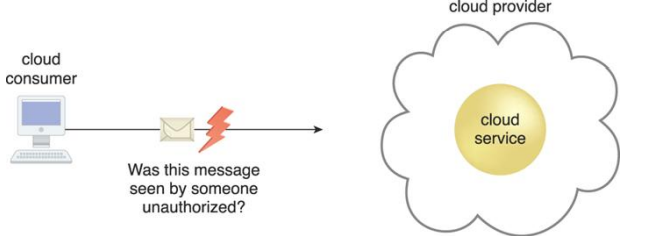 cloud provider
cloud
consumer
cloud
service
Was this message
seen by someone
unauthorized?